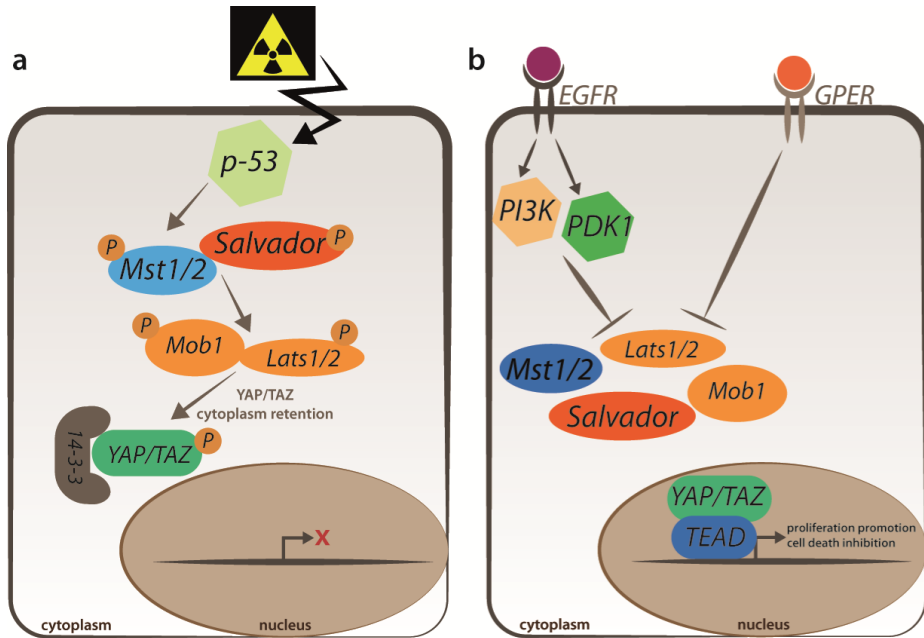 a
p-53
P
Salvador
P
Mst1/2
P
Mob1
P
Lats1/2
YAP/TAZ
cytoplasm retention
14-3-3
YAP/TAZ
P
X
cytoplasm
nucleus
b
EGFR
GPER
PI3K
PDK1
Lats1/2
Mst1/2
Mob1
Salvador
YAP/TAZ
TEAD
proliferation promotion
cell death inhibition
cytoplasm
nucleus